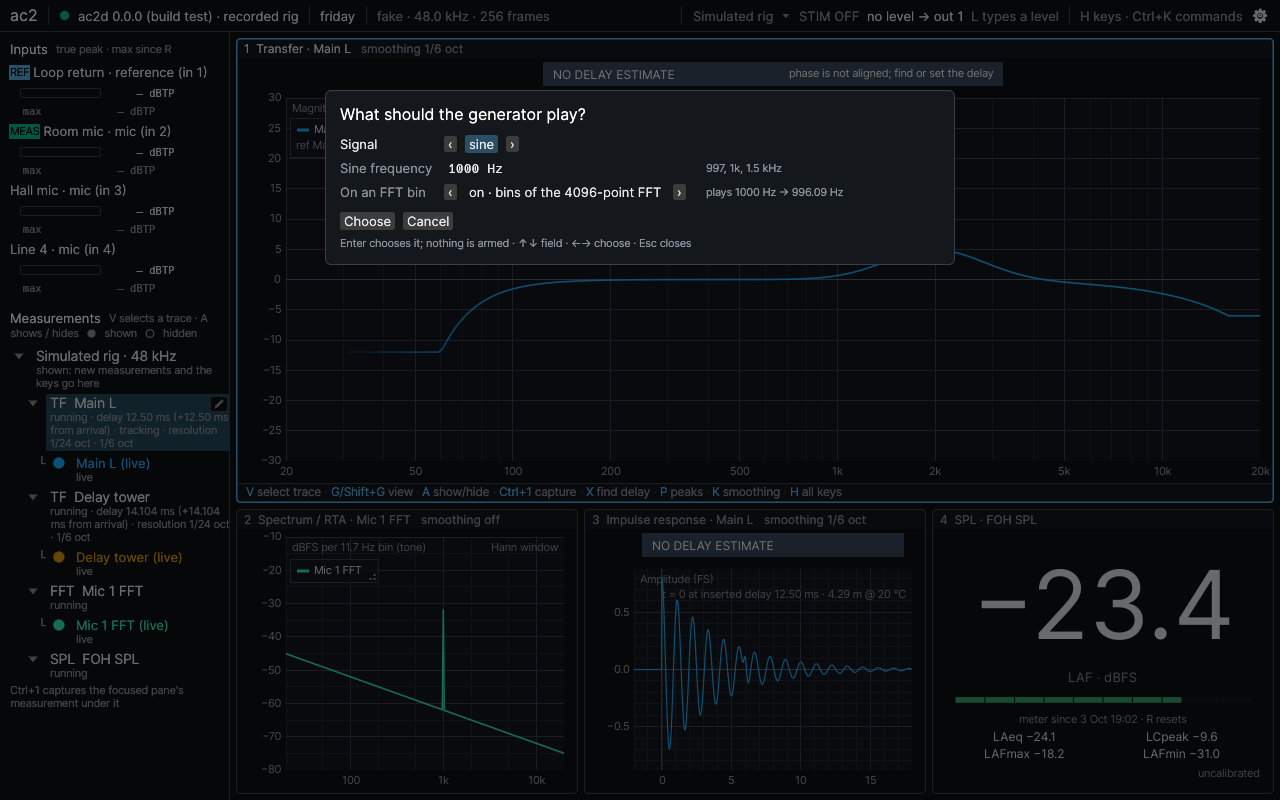 ac2 ac2d 0.0.0 (build test) · recorded rig friday fake · 48.0 kHz · 256 frames Simulated rig STIM OFF no level → out 1 L types a level H keys · Ctrl+K commands
Inputs true peak · max since R
REF Loop return · reference (in 1)
– dBTP
max – dBTP
MEAS Room mic · mic (in 2)
– dBTP
max – dBTP
Hall mic · mic (in 3)
– dBTP
max – dBTP
Line 4 · mic (in 4)
– dBTP
max – dBTP
Measurements V selects a trace · A
shows / hides shown hidden
Simulated rig · 48 kHz
shown: new measurements and the
keys go here
TF Main L
running · delay 12.50 ms (+12.50 ms
from arrival) · tracking · resolution
1/24 oct · 1/6 oct
Main L (live)
live
TF Delay tower
running · delay 14.104 ms (+14.104
ms from arrival) · resolution 1/24 oct
· 1/6 oct
Delay tower (live)
live
FFT Mic 1 FFT
running
Mic 1 FFT (live)
live
SPL FOH SPL
running
Ctrl+1 captures the focused pane's
measurement under it
1 Transfer · Main L smoothing 1/6 oct
NO DELAY ESTIMATE phase is not aligned; find or set the delay
What should the generator play?
Signal ‹ sine ›
Sine frequency 1000 Hz 997, 1k, 1.5 kHz
On an FFT bin ‹ on · bins of the 4096-point FFT › plays 1000 Hz → 996.09 Hz
Choose Cancel
Enter chooses it; nothing is armed · ↑↓ field · ←→ choose · Esc closes
30
25
20
15
10
5
0
−5
−10
−15
−20
−25
−30
20 50 100 200 500 1k 2k 5k 10k 20k
V select trace · G/Shift+G view · A show/hide · Ctrl+1 capture · X find delay · P peaks · K smoothing · H all keys
2 Spectrum / RTA · Mic 1 FFT smoothing off
dBFS per 11.7 Hz bin (tone) Hann window
Mic 1 FFT
−10
−20
−30
−40
−50
−60
−70
−80
100 1k 10k
3 Impulse response · Main L smoothing 1/6 oct
NO DELAY ESTIMATE
Amplitude (FS)
t = 0 at inserted delay 12.50 ms · 4.29 m @ 20 °C
0.5
0.0
−0.5
0 5 10 15
4 SPL · FOH SPL
−23.4
LAF · dBFS
meter since 3 Oct 19:02 · R resets
LAeq −24.1 LCpeak −9.6
LAFmax −18.2 LAFmin −31.0
uncalibrated